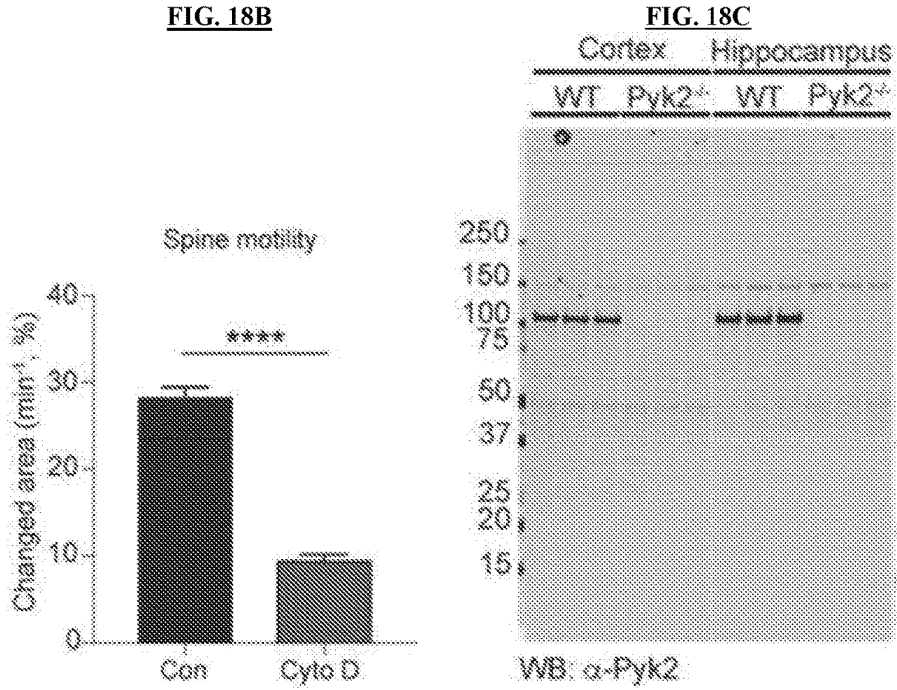 FIG. 18B
Spine motility
Changed area (min⁻¹, %)
40
30
20
10
0
****
Con Cyto D
FIG. 18C
Cortex Hippocampus
WT Pyk2⁻/⁻ WT Pyk2⁻/⁻
250
150
100
75
50
37
25
20
15
WB: α-Pyk2